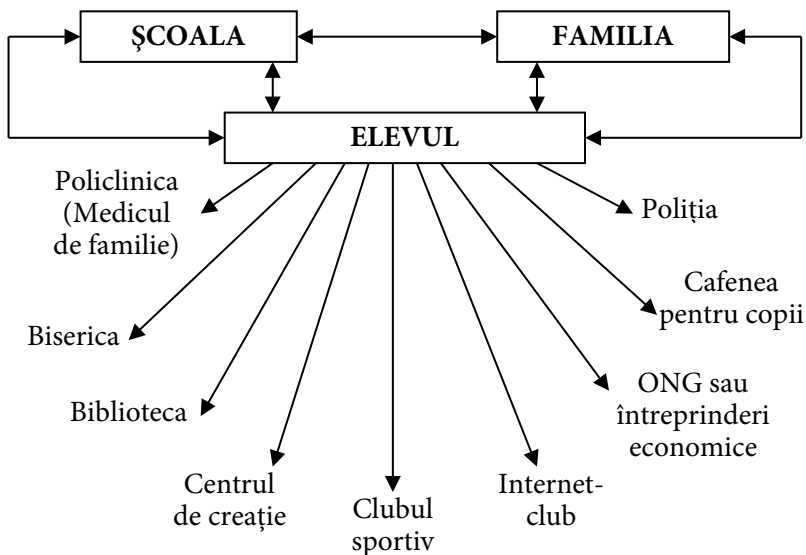 ŞCOALA
FAMILIA
ELEVUL
Policlinica
(Medicul
de familie)
Poliția
Biserica
Cafenea
pentru copii
Biblioteca
ONG sau
întreprinderi
economice
Centrul
de creație
Clubul
sportiv
Internet-
club